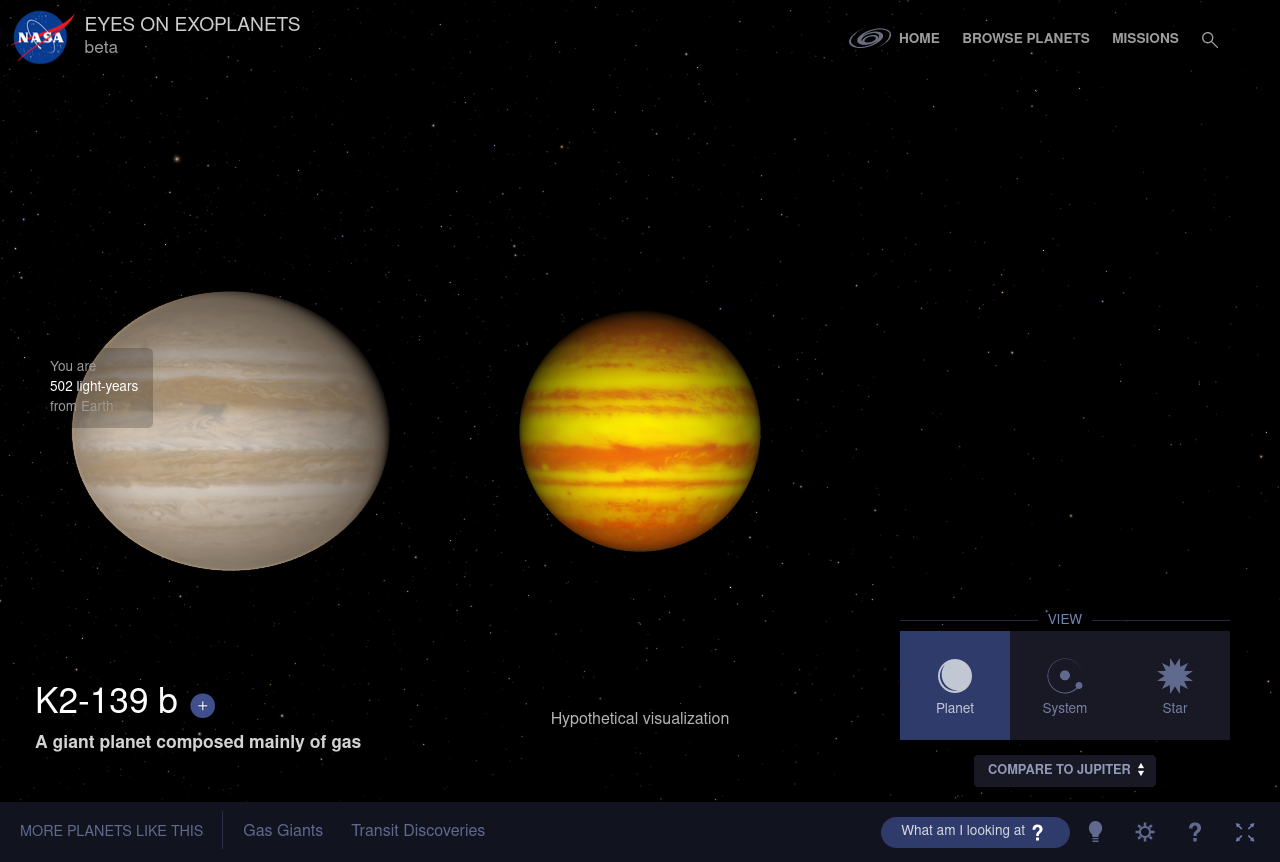 NASA
EYES ON EXOPLANETS
beta
HOME
BROWSE PLANETS
MISSIONS
You are
502 light-years
from Earth
K2-139 b +
A giant planet composed mainly of gas
Hypothetical visualization
VIEW
Planet
System
Star
COMPARE TO JUPITER
MORE PLANETS LIKE THIS
Gas Giants
Transit Discoveries
What am I looking at ?
?